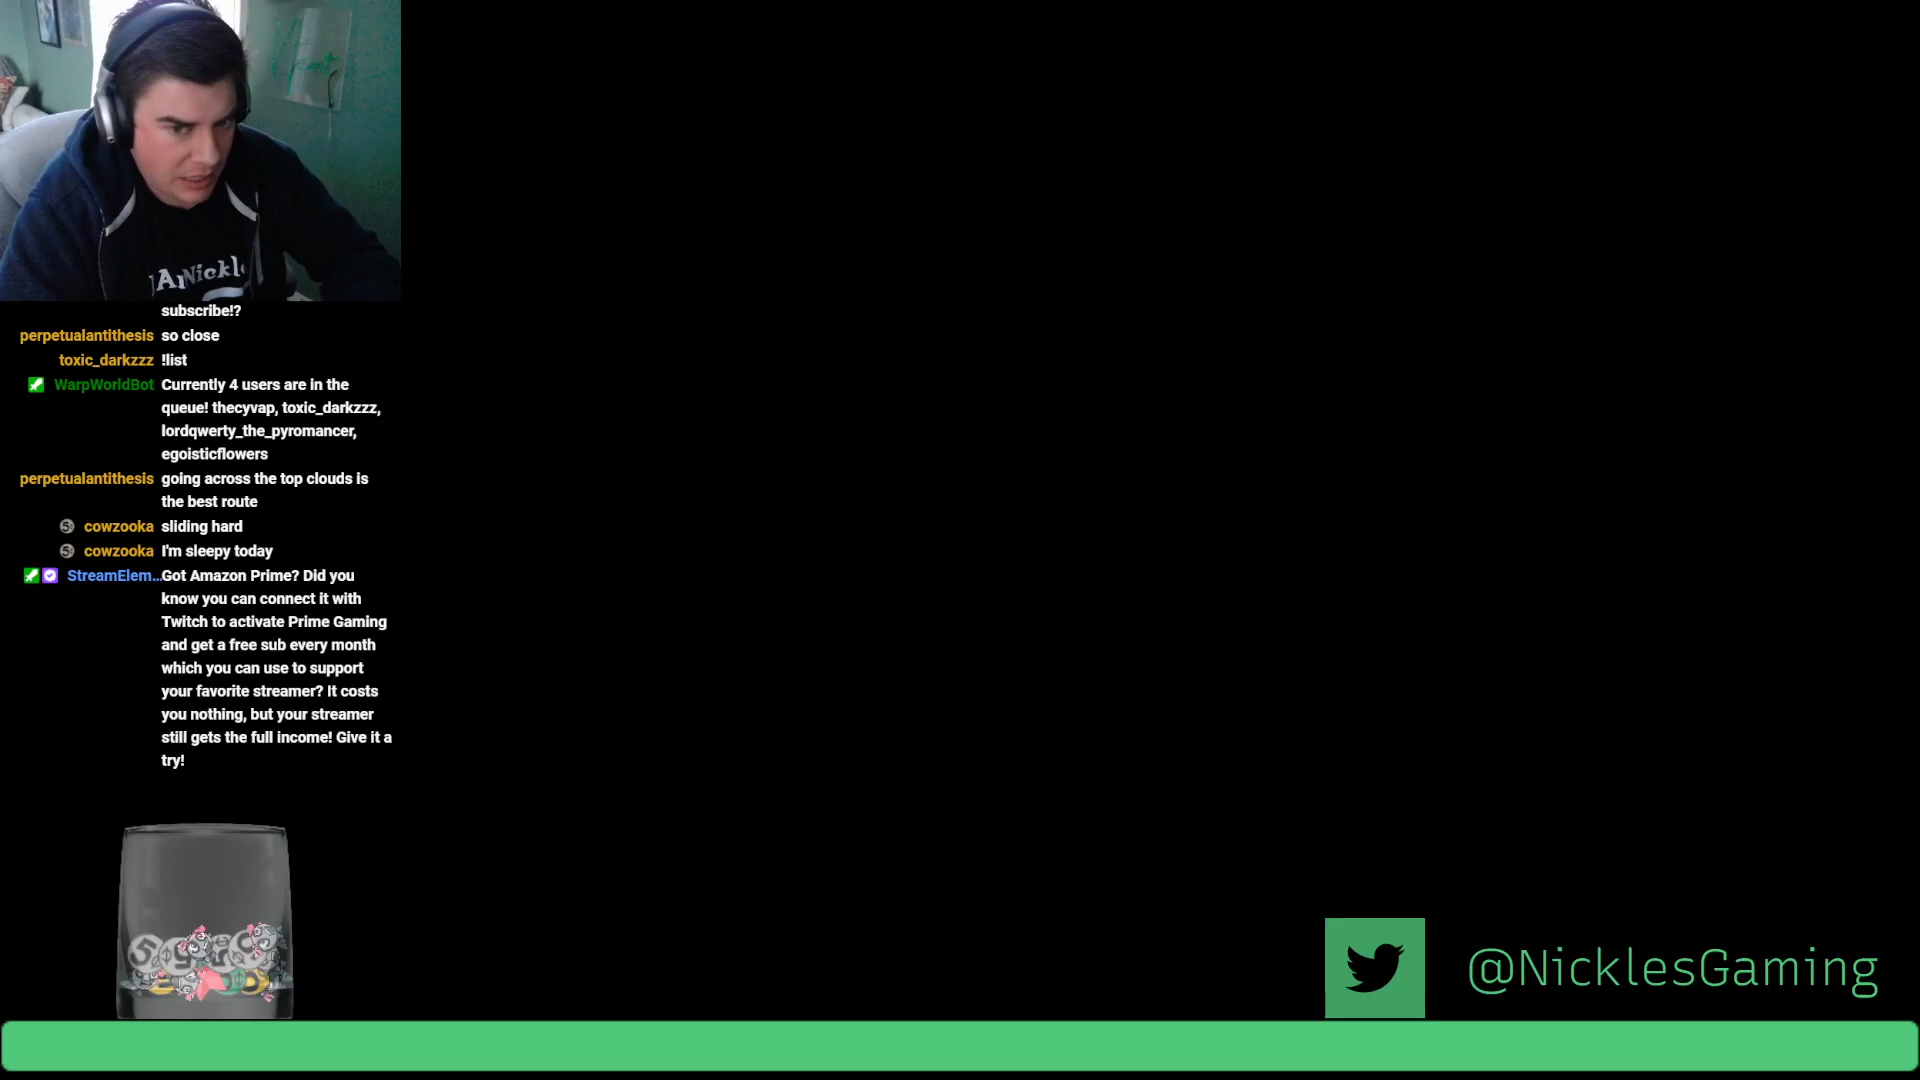 Nickle
subscribe!?
perpetualantithesis so close
toxic_darkzzz !list
WarpWorldBot Currently 4 users are in the
queue! thecyvap, toxic_darkzzz,
lordqwerty_the_pyromancer,
egoisticflowers
perpetualantithesis going across the top clouds is
the best route
cowzooka sliding hard
cowzooka I'm sleepy today
StreamElem... Got Amazon Prime? Did you
know you can connect it with
Twitch to activate Prime Gaming
and get a free sub every month
which you can use to support
your favorite streamer? It costs
you nothing, but your streamer
still gets the full income! Give it a
try!
@NicklesGaming